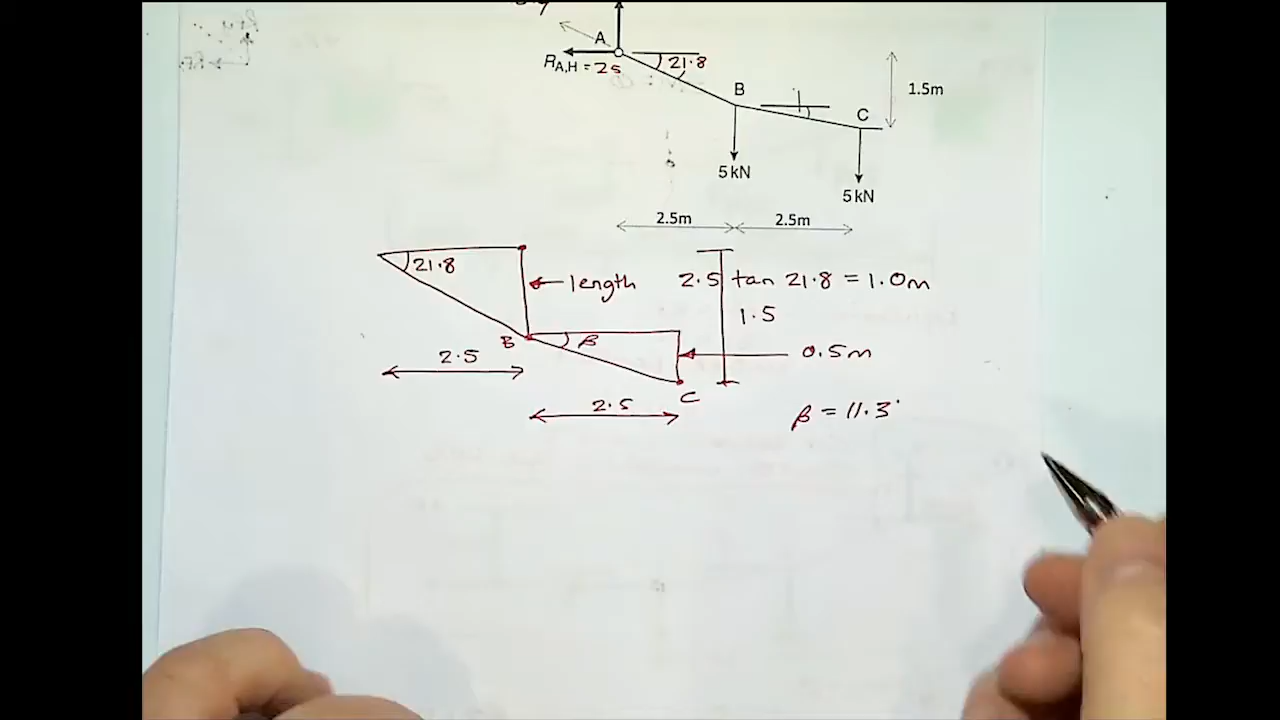 A
R_A,H = 25
21.8
B
C
1.5m
5kN
5kN
2.5m
2.5m
21.8
length
2.5 tan 21.8 = 1.0m
1.5
B
β
0.5m
2.5
C
2.5
β = 11.3°